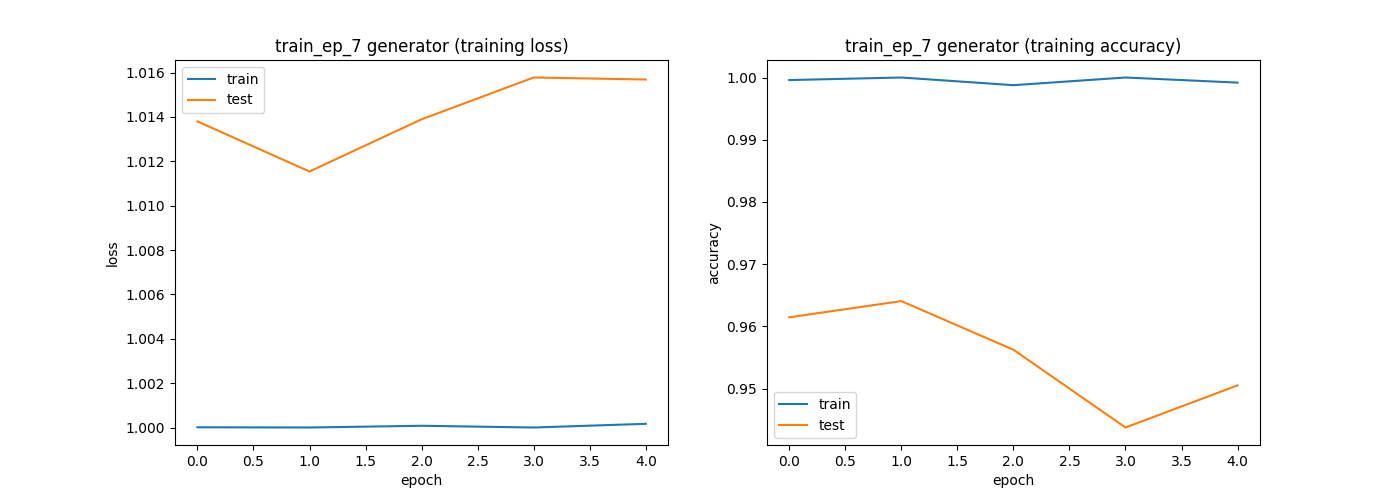 train_ep_7 generator (training loss)
train
test
1.016
1.014
1.012
1.010
1.008
1.006
1.004
1.002
1.000
loss
0.0 0.5 1.0 1.5 2.0 2.5 3.0 3.5 4.0
epoch
train_ep_7 generator (training accuracy)
1.00
0.99
0.98
0.97
0.96
0.95
accuracy
train
test
0.0 0.5 1.0 1.5 2.0 2.5 3.0 3.5 4.0
epoch